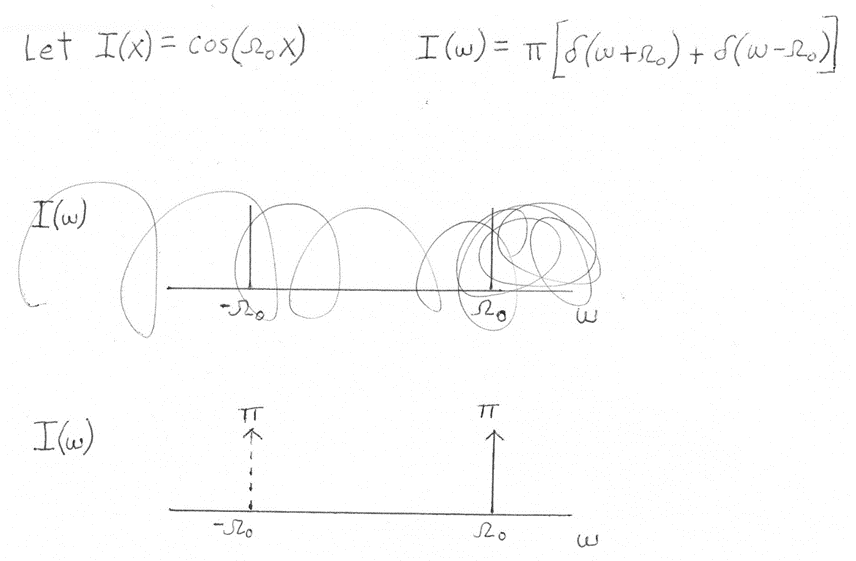 Let I(x) = cos(Ω₀x) I(ω) = π[δ(ω+Ω₀) + δ(ω-Ω₀)]
I(ω)
-Ω₀ Ω₀ ω
π π
I(ω)
-Ω₀ Ω₀ ω